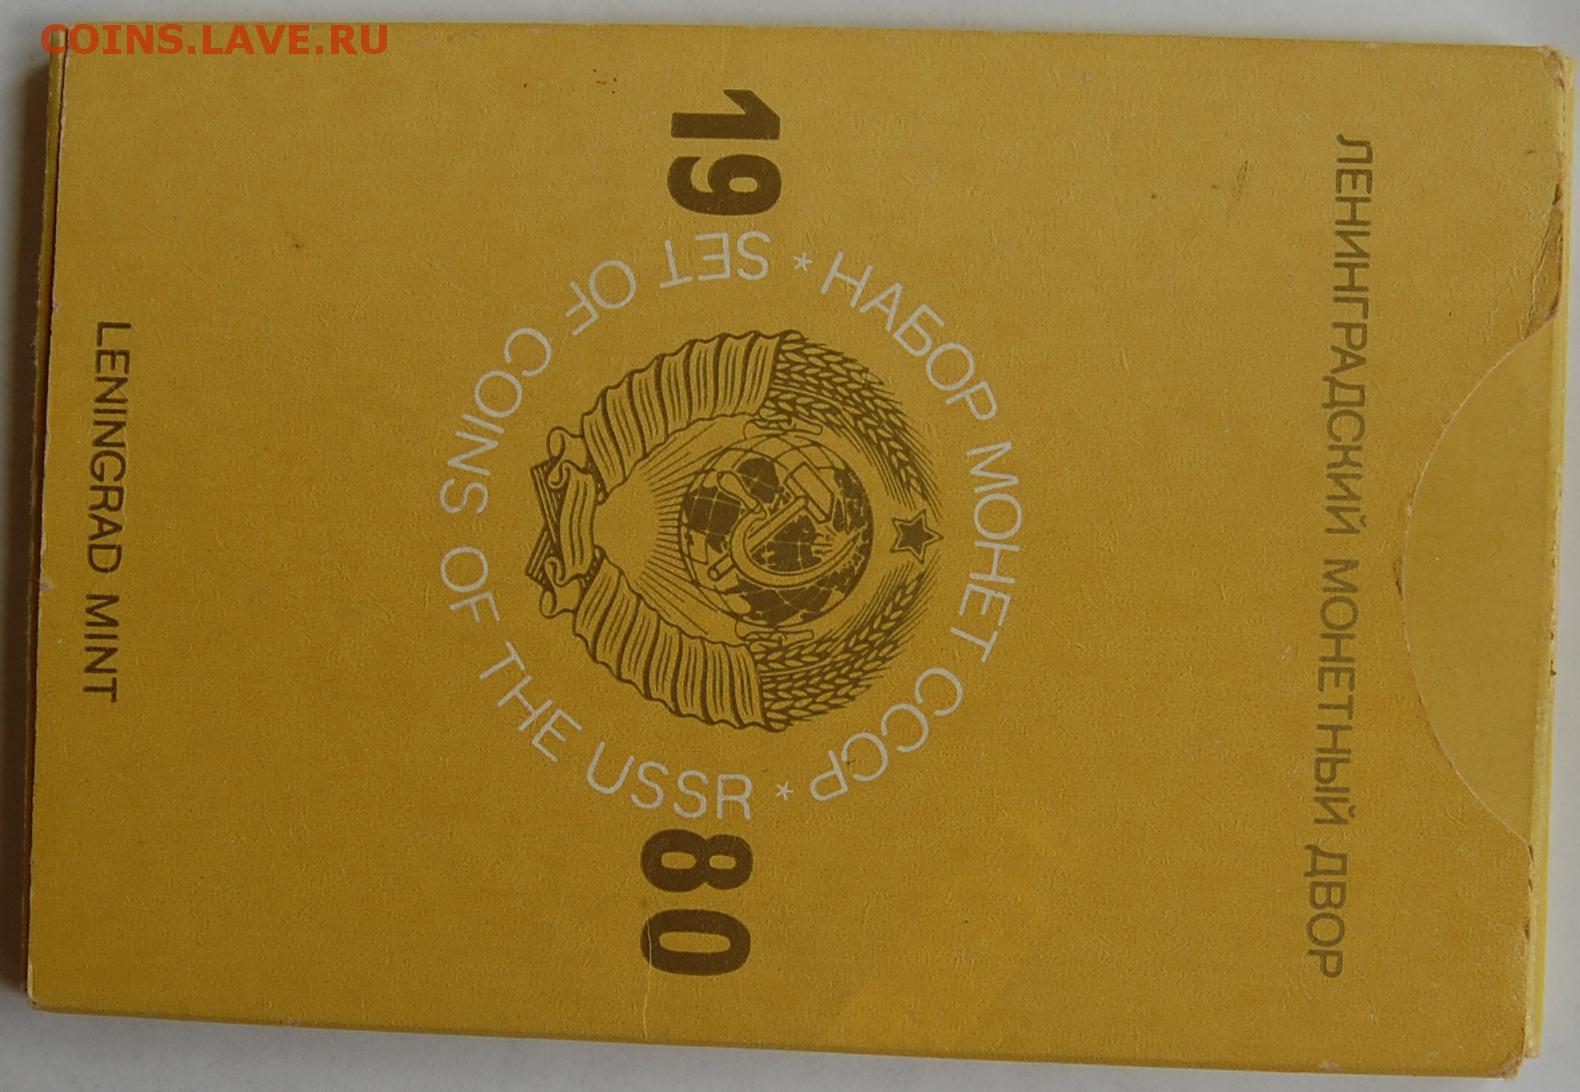 COINS.LAVE.RU
ЛЕНИНГРАДСКИЙ МОНЕТНЫЙ ДВОР
НАБОР МОНЕТ СССР
19 80
* SET OF COINS OF THE USSR *
LENINGRAD MINT